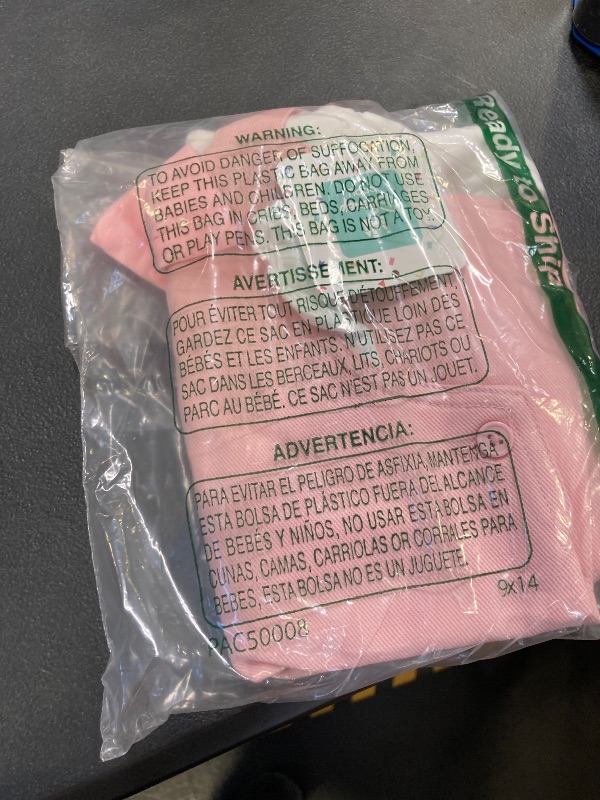 WARNING:
TO AVOID DANGER OF SUFFOCATION,
KEEP THIS PLASTIC BAG AWAY FROM
BABIES AND CHILDREN. DO NOT USE
THIS BAG IN CRIBS, BEDS, CARRIAGES
OR PLAY PENS. THIS BAG IS NOT A TOY.
AVERTISSEMENT:
POUR ÉVITER TOUT RISQUE D'ÉTOUFFEMENT,
GARDEZ CE SAC EN PLASTIQUE LOIN DES
BÉBÉS ET LES ENFANTS, N'UTILISEZ PAS CE
SAC DANS LES BERCEAUX, LITS, CHARIOTS OU
PARC AU BÉBÉ. CE SAC N'EST PAS UN JOUET.
ADVERTENCIA:
PARA EVITAR EL PELIGRO DE ASFIXIA, MANTENGA
ESTA BOLSA DE PLÁSTICO FUERA DEL ALCANCE
DE BEBÉS Y NIÑOS, NO USAR ESTA BOLSA EN
CUNAS, CAMAS, CARRIOLAS OR CORRALES PARA
BEBES, ESTA BOLSA NO ES UN JUGUETE.
PAC50008
9x14
Ready to Ship